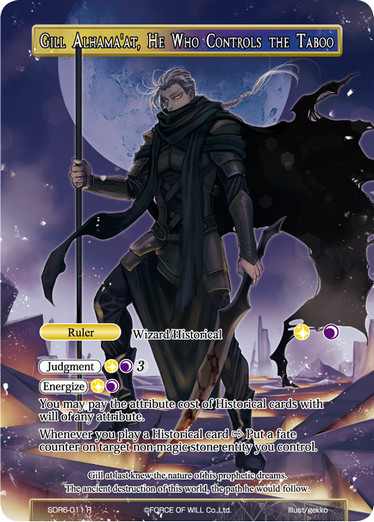 Gill Alhama'at, He Who Controls the Taboo
Ruler Wizard/Historical
Judgment 3
Energize
You may pay the attribute cost of Historical cards with
will of any attribute.
Whenever you play a Historical card ⇨ Put a fate
counter on target non-magic stone entity you control.
Gill at last knew the nature of his prophetic dreams.
The ancient destruction of this world, the path he would follow.
SDR6-011 R ©FORCE OF WILL Co.,Ltd. Illust/gekko